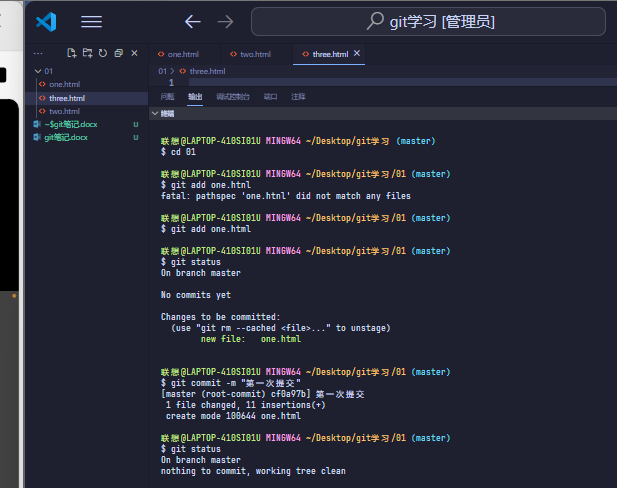 git学习 [管理员]
one.html
two.html
three.html
01
one.html
three.html
two.html
~$git笔记.docx U
git笔记.docx U
01 > three.html
1
问题 输出 调试控制台 端口 注释
终端
联想@LAPTOP-410SI01U MINGW64 ~/Desktop/git学习 (master)
$ cd 01
联想@LAPTOP-410SI01U MINGW64 ~/Desktop/git学习/01 (master)
$ git add one.htnl
fatal: pathspec 'one.htnl' did not match any files
联想@LAPTOP-410SI01U MINGW64 ~/Desktop/git学习/01 (master)
$ git add one.html
联想@LAPTOP-410SI01U MINGW64 ~/Desktop/git学习/01 (master)
$ git status
On branch master
No commits yet
Changes to be committed:
(use "git rm --cached <file>..." to unstage)
new file: one.html
联想@LAPTOP-410SI01U MINGW64 ~/Desktop/git学习/01 (master)
$ git commit -m "第一次提交"
[master (root-commit) cf0a97b] 第一次提交
1 file changed, 11 insertions(+)
create mode 100644 one.html
联想@LAPTOP-410SI01U MINGW64 ~/Desktop/git学习/01 (master)
$ git status
On branch master
nothing to commit, working tree clean